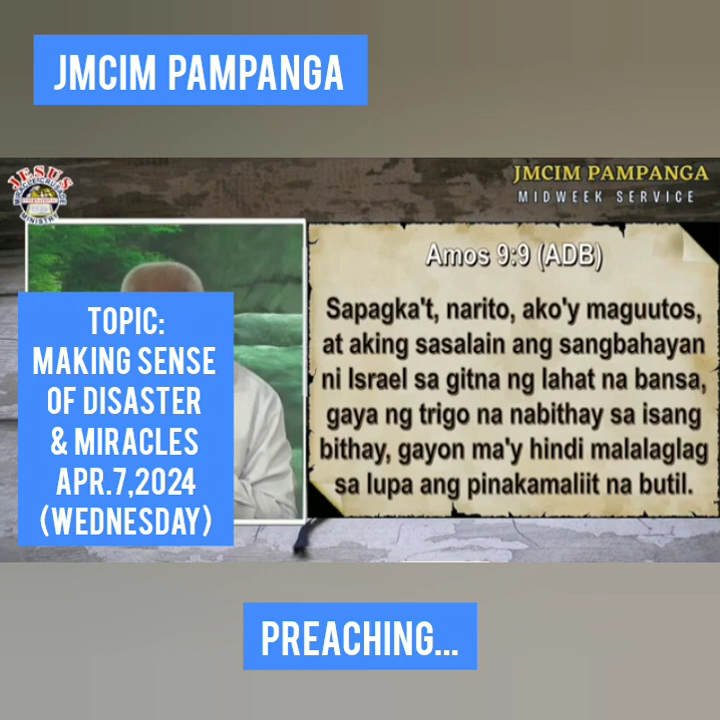 JMCIM PAMPANGA
JESUS
MINISTRY
JMCIM PAMPANGA
MIDWEEK SERVICE
Amos 9:9 (ADB)
Sapagka't, narito, ako'y maguutos,
at aking sasalain ang sangbahayan
ni Israel sa gitna ng lahat na bansa,
gaya ng trigo na nabithay sa isang
bithay, gayon ma'y hindi malalaglag
sa lupa ang pinakamaliit na butil.
TOPIC:
MAKING SENSE
OF DISASTER
& MIRACLES
APR.7,2024
(WEDNESDAY)
PREACHING...